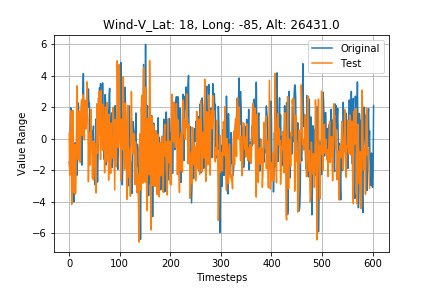 Wind-V_Lat: 18, Long: -85, Alt: 26431.0
Original
Test
6
4
2
0
−2
−4
−6
Value Range
0 100 200 300 400 500 600
Timesteps